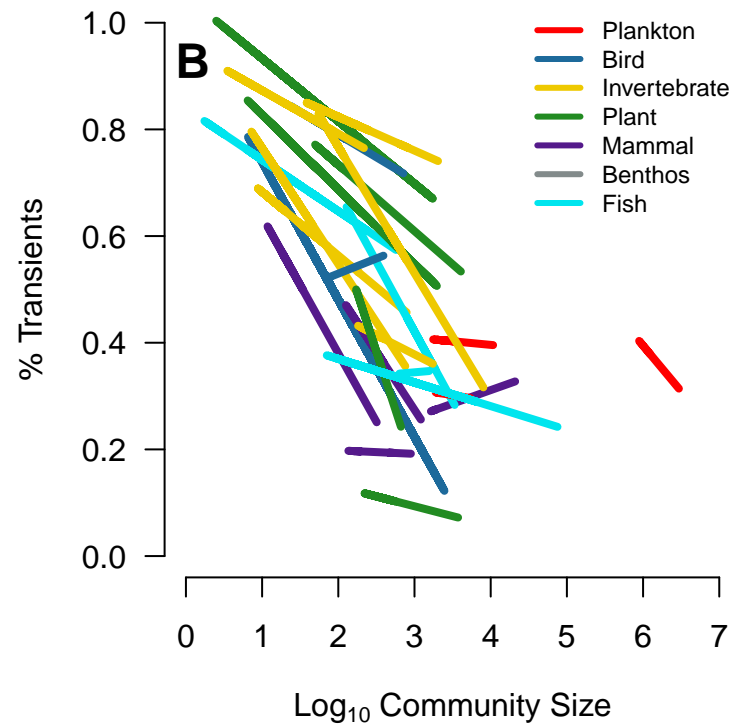 B
Plankton
Bird
Invertebrate
Plant
Mammal
Benthos
Fish
% Transients
1.0
0.8
0.6
0.4
0.2
0.0
0 1 2 3 4 5 6 7
Log₁₀ Community Size